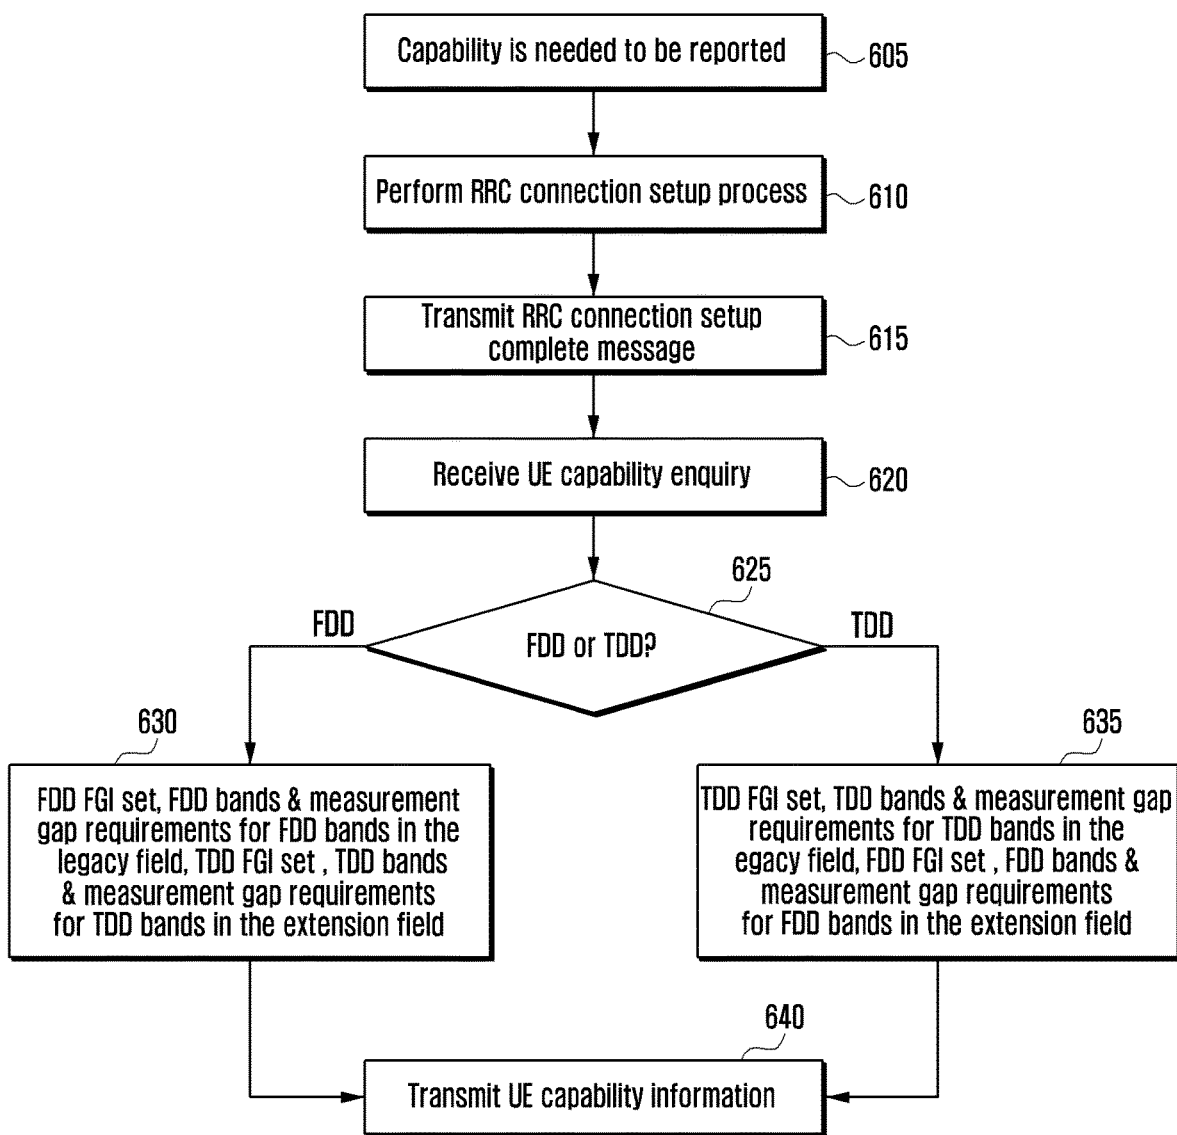 Capability is needed to be reported
605
Perform RRC connection setup process
610
Transmit RRC connection setup
complete message
615
Receive UE capability enquiry
620
625
FDD
FDD or TDD?
TDD
630
FDD FGI set, FDD bands & measurement
gap requirements for FDD bands in the
legacy field, TDD FGI set , TDD bands
& measurement gap requirements
for TDD bands in the extension field
635
TDD FGI set, TDD bands & measurement gap
requirements for TDD bands in the
egacy field, FDD FGI set , FDD bands &
measurement gap requirements
for FDD bands in the extension field
640
Transmit UE capability information